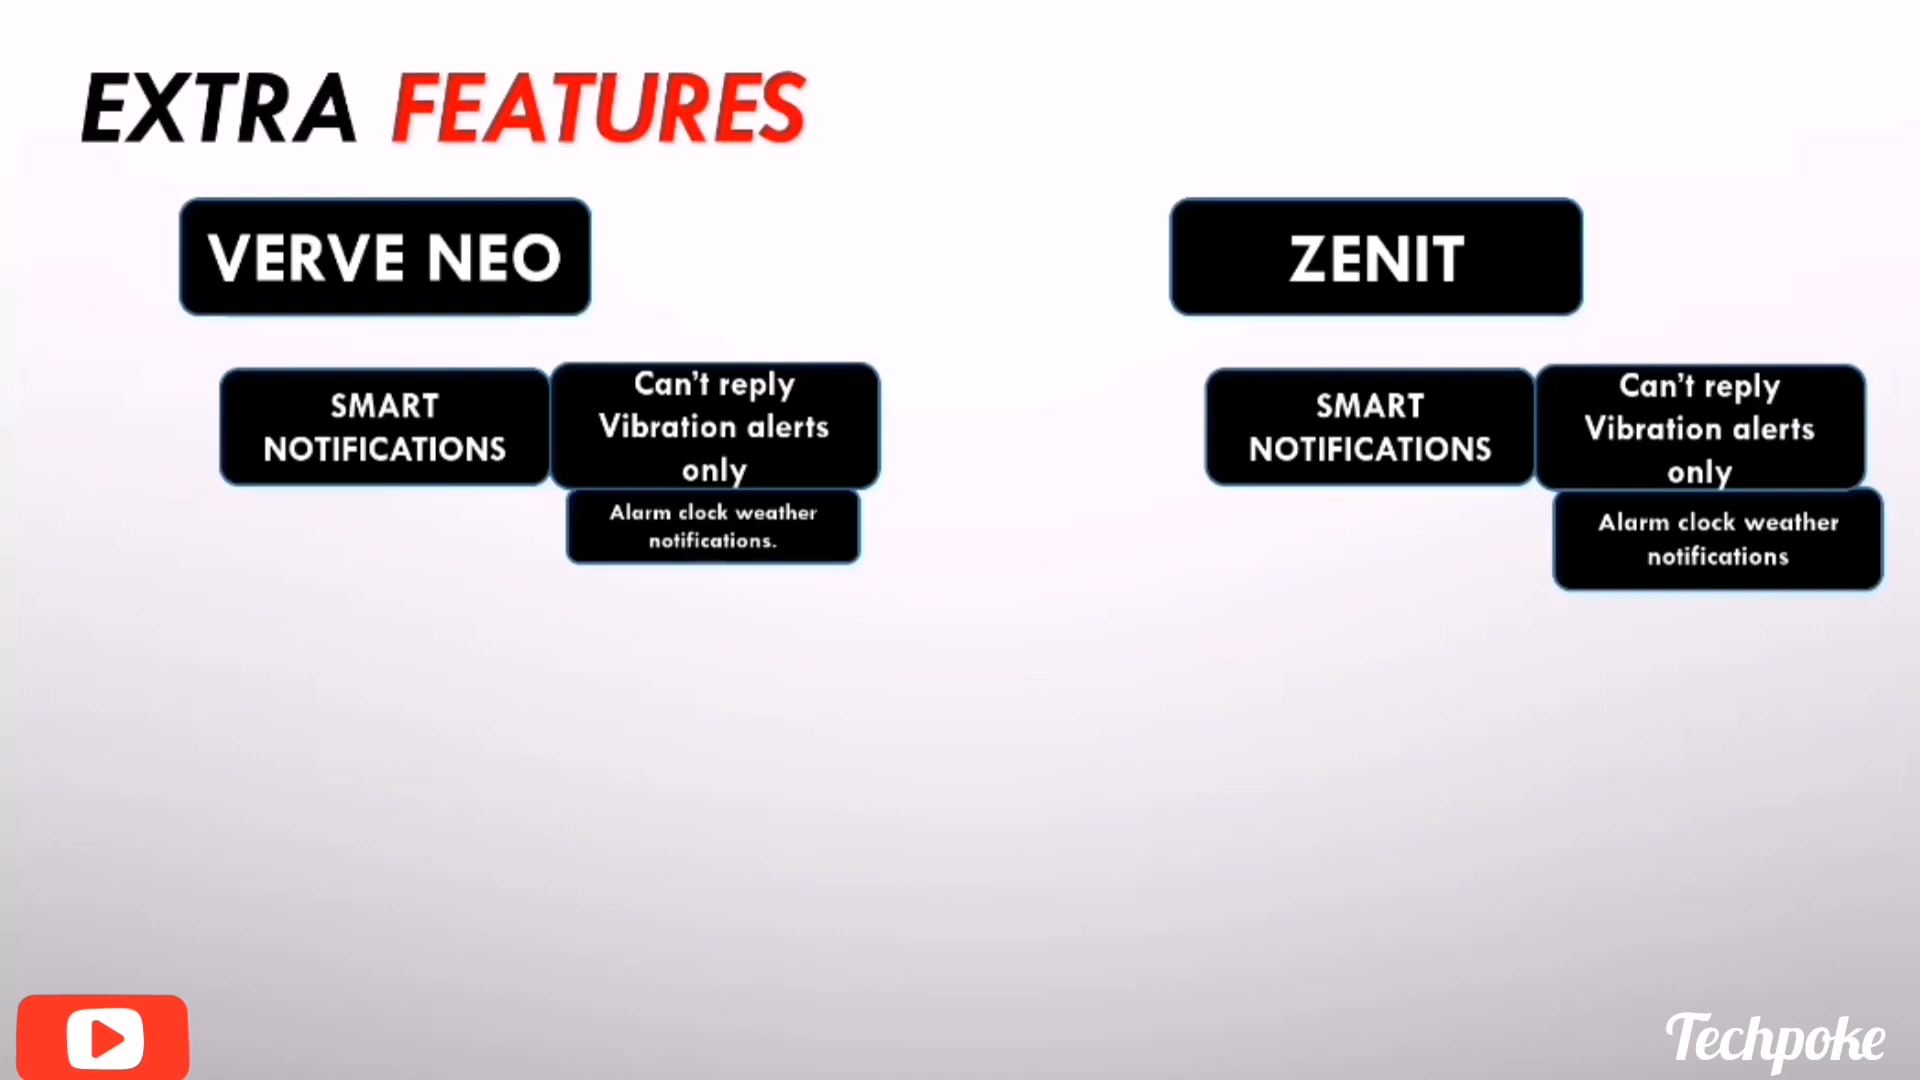 EXTRA FEATURES
VERVE NEO
SMART
NOTIFICATIONS
Can't reply
Vibration alerts
only
Alarm clock weather
notifications.
ZENIT
SMART
NOTIFICATIONS
Can't reply
Vibration alerts
only
Alarm clock weather
notifications
Techpoke